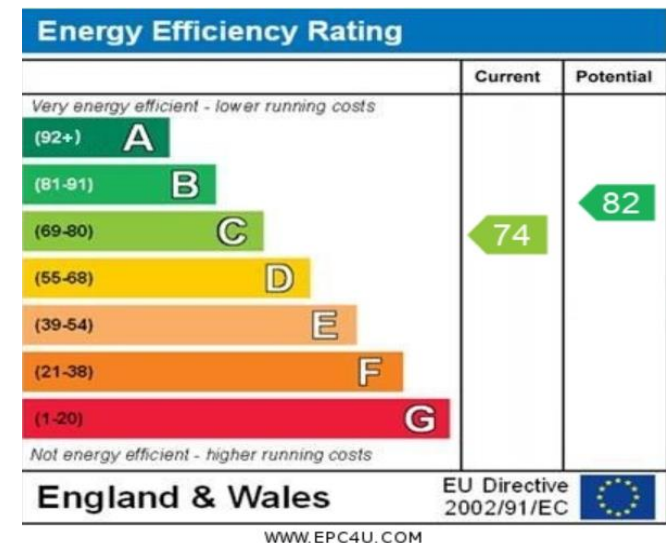 Energy Efficiency Rating
Current Potential
Very energy efficient - lower running costs
(92+) A
(81-91) B
82
(69-80) C
74
(55-68) D
(39-54) E
(21-38) F
(1-20) G
Not energy efficient - higher running costs
England & Wales
EU Directive
2002/91/EC
WWW.EPC4U.COM